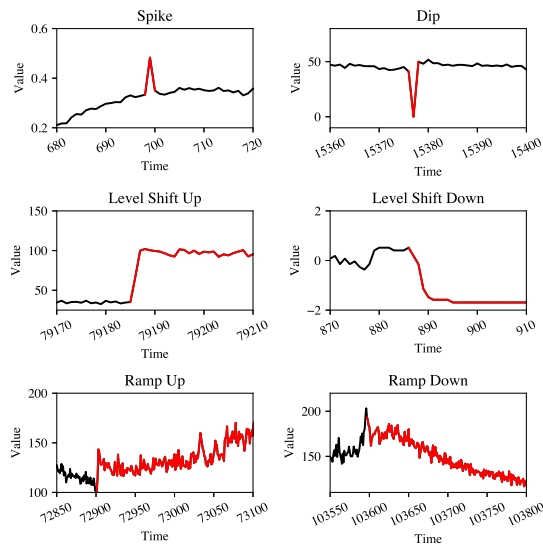 Spike
0.6
0.4
0.2
Value
680
690
700
710
720
Time
Dip
50
0
Value
15360
15370
15380
15390
15400
Time
Level Shift Up
150
100
50
Value
79170
79180
79190
79200
79210
Time
Level Shift Down
2
0
−2
Value
870
880
890
900
910
Time
Ramp Up
200
150
100
Value
72850
72900
72950
73000
73050
73100
Time
Ramp Down
200
150
Value
103550
103600
103650
103700
103750
103800
Time